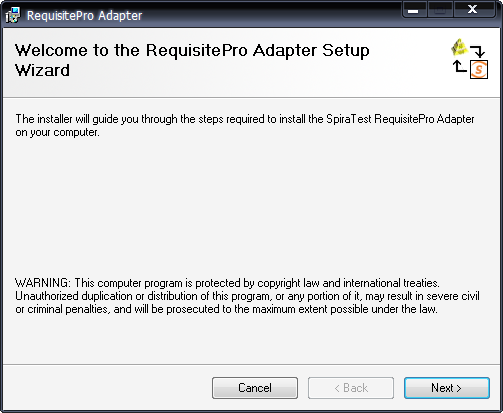 RequisitePro Adapter
Welcome to the RequisitePro Adapter Setup
Wizard
S
The installer will guide you through the steps required to install the SpiraTest RequisitePro Adapter
on your computer.
WARNING: This computer program is protected by copyright law and international treaties.
Unauthorized duplication or distribution of this program, or any portion of it, may result in severe civil
or criminal penalties, and will be prosecuted to the maximum extent possible under the law.
Cancel < Back Next >